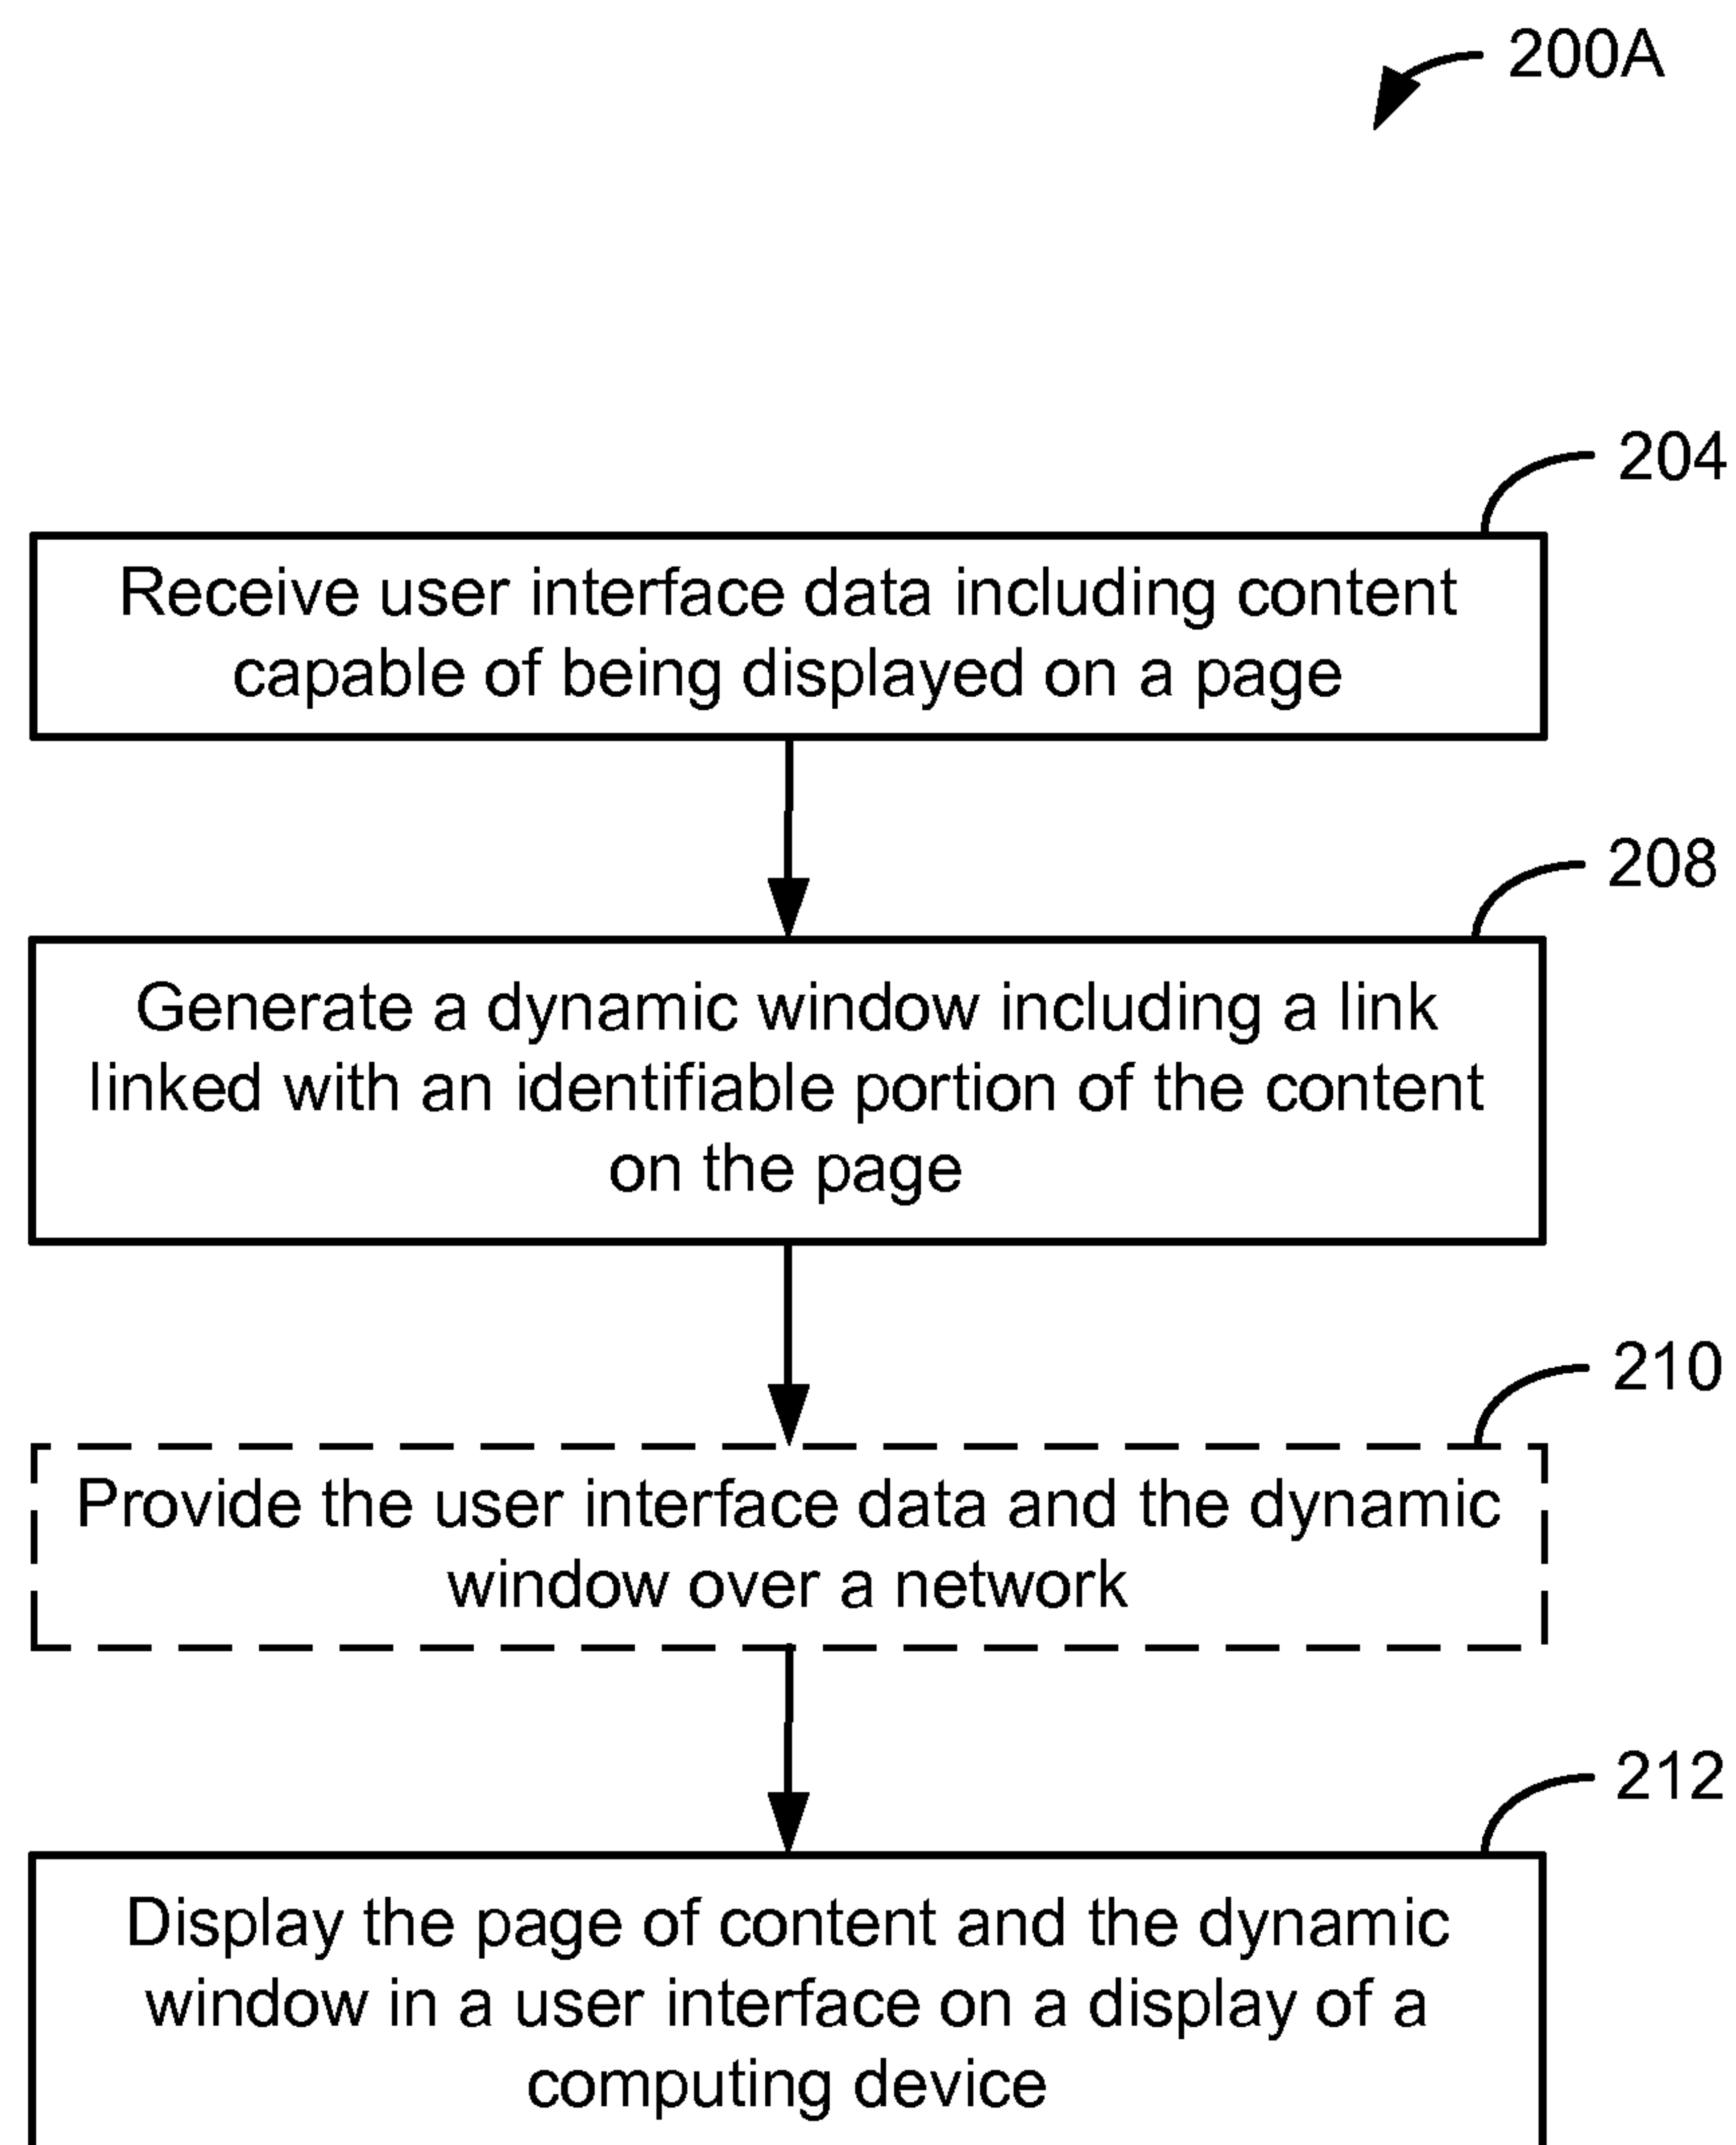 200A
204
Receive user interface data including content
capable of being displayed on a page
208
Generate a dynamic window including a link
linked with an identifiable portion of the content
on the page
210
Provide the user interface data and the dynamic
window over a network
212
Display the page of content and the dynamic
window in a user interface on a display of a
computing device